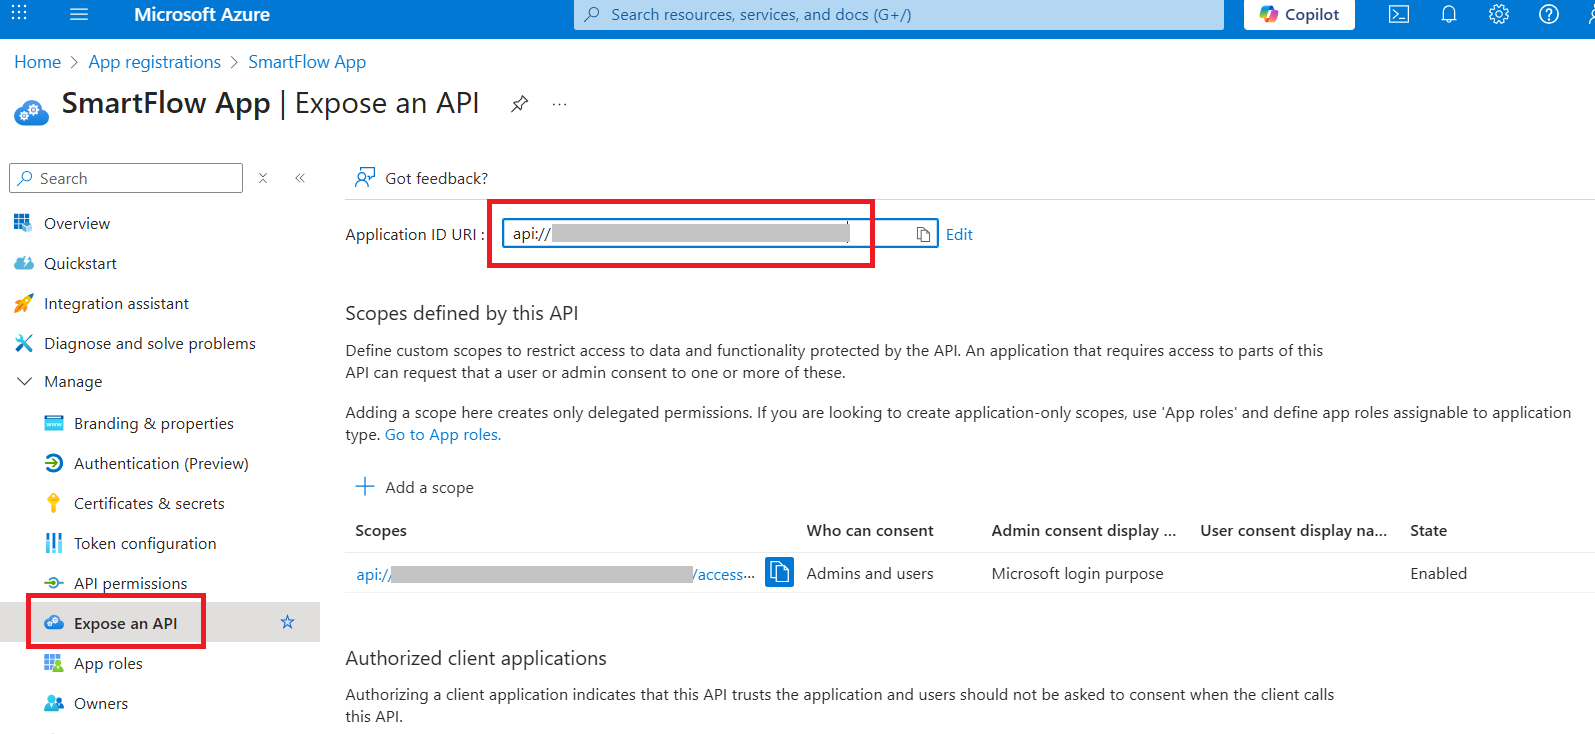 Microsoft Azure
Search resources, services, and docs (G+/)
Copilot
Home > App registrations > SmartFlow App
SmartFlow App | Expose an API
...
Search
Got feedback?
Overview
Quickstart
Integration assistant
Diagnose and solve problems
Manage
Branding & properties
Authentication (Preview)
Certificates & secrets
Token configuration
API permissions
Expose an API
App roles
Owners
Application ID URI :
api://
Edit
Scopes defined by this API
Define custom scopes to restrict access to data and functionality protected by the API. An application that requires access to parts of this
API can request that a user or admin consent to one or more of these.
Adding a scope here creates only delegated permissions. If you are looking to create application-only scopes, use 'App roles' and define app roles assignable to application
type. Go to App roles.
Add a scope
Scopes Who can consent Admin consent display ... User consent display na... State
api:// /access... Admins and users Microsoft login purpose Enabled
Authorized client applications
Authorizing a client application indicates that this API trusts the application and users should not be asked to consent when the client calls
this API.